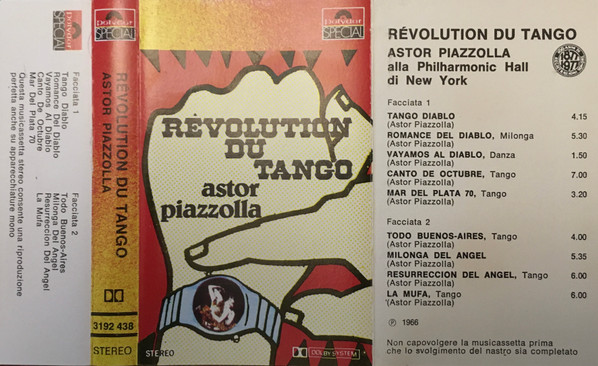 Polydor
SPECIAL
Facciata 1
Tango Diablo
Romance Del Diablo
Vayamos Al Diablo
Canto De Octubre
Mar Del Plata 70
Facciata 2
Todo Buenos-Aires
Milonga Del Angel
Resurreccion Del Angel
La Mufa
Questa musicassetta stereo consente una riproduzione
perfetta anche su apparecchiature mono
Polydor
SPECIAL
RÉVOLUTION DU TANGO
ASTOR PIAZZOLLA
3192 438
STEREO
Polydor
SPECIAL
RÉVOLUTION
DU
TANGO
astor
piazzolla
STEREO
DOLBY SYSTEM
RÉVOLUTION DU TANGO
ASTOR PIAZZOLLA
alla Philharmonic Hall
di New York
1877
1977
Facciata 1
TANGO DIABLO 4.15
(Astor Piazzolla)
ROMANCE DEL DIABLO, Milonga 5.30
(Astor Piazzolla)
VAYAMOS AL DIABLO, Danza 1.50
(Astor Piazzolla)
CANTO DE OCTUBRE, Tango 7.00
(Astor Piazzolla)
MAR DEL PLATA 70, Tango 3.20
(Astor Piazzolla)
Facciata 2
TODO BUENOS-AIRES, Tango 4.00
(Astor Piazzolla)
MILONGA DEL ANGEL 5.35
(Astor Piazzolla)
RESURRECCION DEL ANGEL, Tango 6.00
(Astor Piazzolla)
LA MUFA, Tango 6.00
(Astor Piazzolla)
Ⓟ 1966
Non capovolgere la musicassetta prima
che lo svolgimento del nastro sia completato